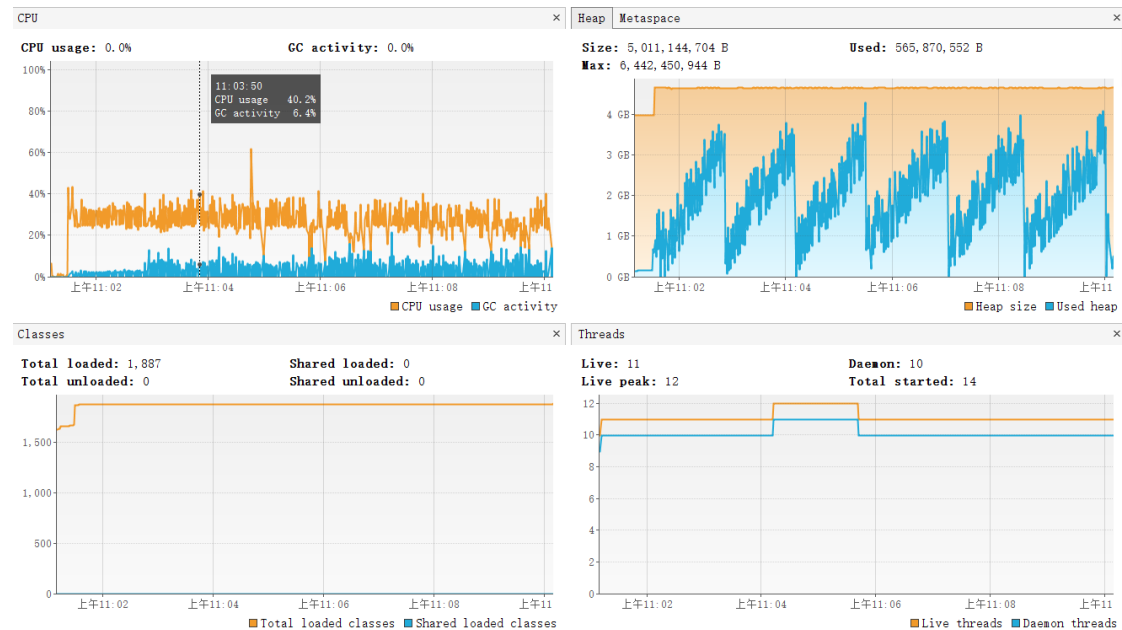 CPU ×
CPU usage: 0.0% GC activity: 0.0%
100%
80%
60%
40%
20%
0%
11:03:50
CPU usage 40.2%
GC activity 6.4%
上午11:02 上午11:04 上午11:06 上午11:08 上午11
CPU usage GC activity
Heap Metaspace ×
Size: 5,011,144,704 B Used: 565,870,552 B
Max: 6,442,450,944 B
4 GB
3 GB
2 GB
1 GB
0 GB
上午11:02 上午11:04 上午11:06 上午11:08 上午11
Heap size Used heap
Classes ×
Total loaded: 1,887 Shared loaded: 0
Total unloaded: 0 Shared unloaded: 0
1,500
1,000
500
0
上午11:02 上午11:04 上午11:06 上午11:08 上午11
Total loaded classes Shared loaded classes
Threads ×
Live: 11 Daemon: 10
Live peak: 12 Total started: 14
12
10
8
6
4
2
0
上午11:02 上午11:04 上午11:06 上午11:08 上午11
Live threads Daemon threads